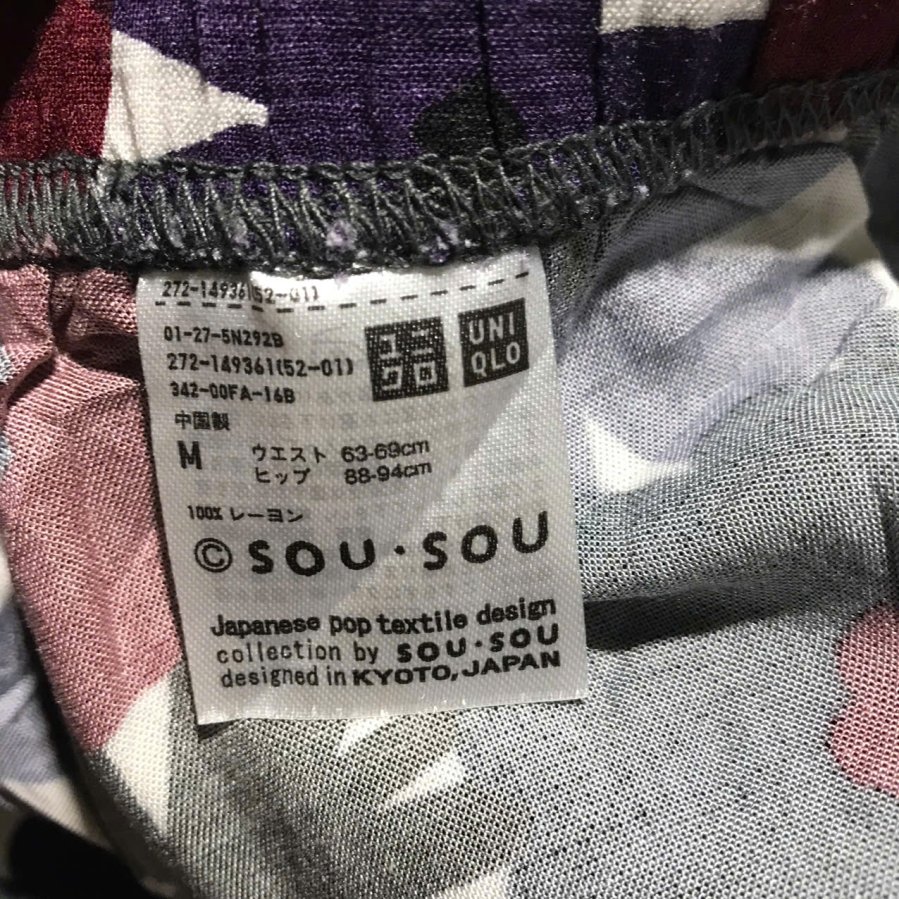 272-149361(52-01)
01-27-5N292B
272-149361(52-01)
342-00FA-16B
中国製
M
ウエスト 63-69cm
ヒップ 88-94cm
100% レーヨン
UNI
QLO
©SOU・SOU
Japanese pop textile design
collection by SOU・SOU
designed in KYOTO, JAPAN